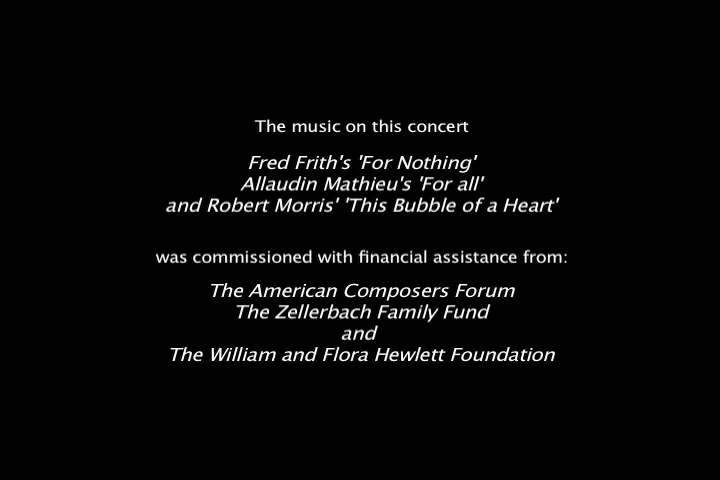 The music on this concert
Fred Frith's 'For Nothing'
Allaudin Mathieu's 'For all'
and Robert Morris' 'This Bubble of a Heart'
was commissioned with financial assistance from:
The American Composers Forum
The Zellerbach Family Fund
and
The William and Flora Hewlett Foundation